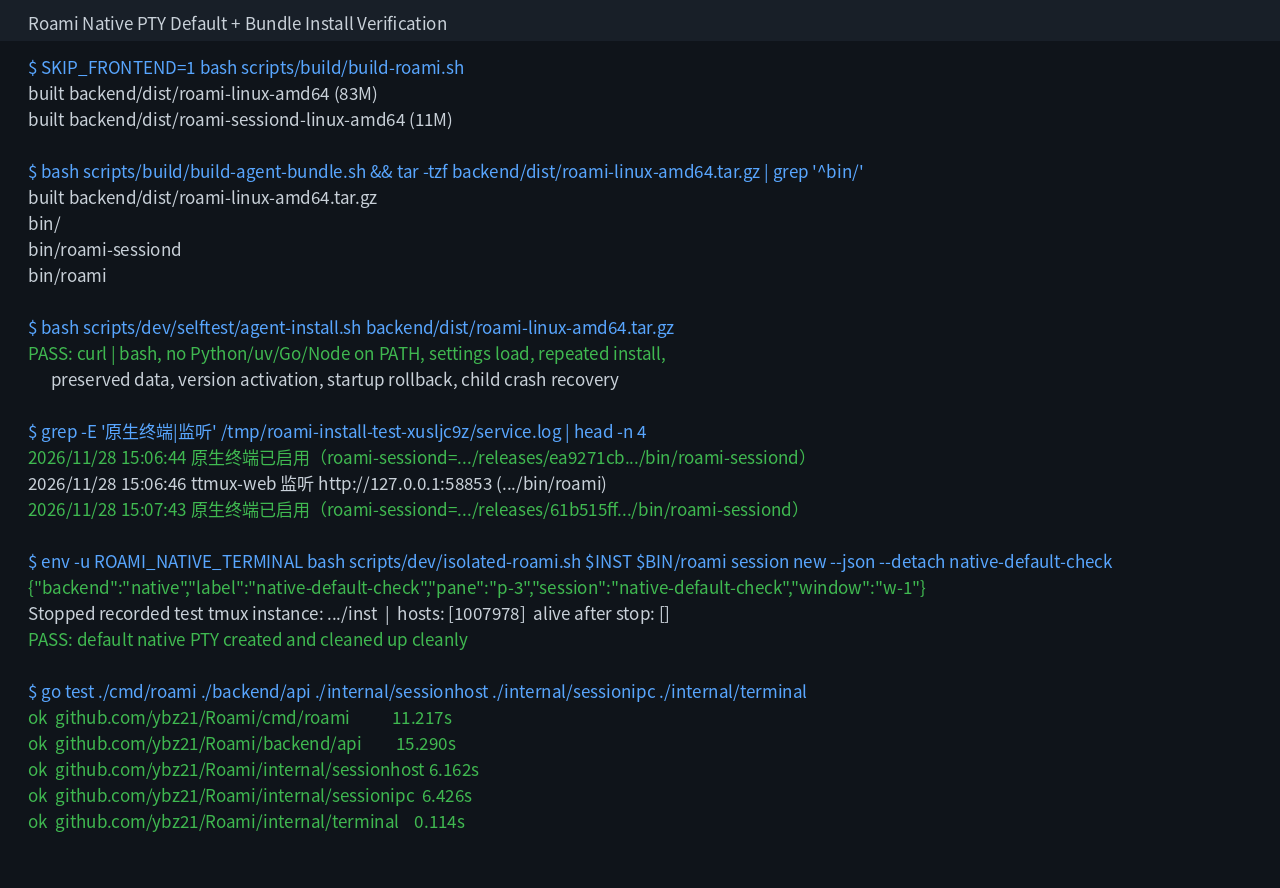 Roami Native PTY Default + Bundle Install Verification
$ SKIP_FRONTEND=1 bash scripts/build/build-roami.sh
built backend/dist/roami-linux-amd64 (83M)
built backend/dist/roami-sessiond-linux-amd64 (11M)
$ bash scripts/build/build-agent-bundle.sh && tar -tzf backend/dist/roami-linux-amd64.tar.gz | grep '^bin/'
built backend/dist/roami-linux-amd64.tar.gz
bin/
bin/roami-sessiond
bin/roami
$ bash scripts/dev/selftest/agent-install.sh backend/dist/roami-linux-amd64.tar.gz
PASS: curl | bash, no Python/uv/Go/Node on PATH, settings load, repeated install,
preserved data, version activation, startup rollback, child crash recovery
$ grep -E '原生终端|监听' /tmp/roami-install-test-xusljc9z/service.log | head -n 4
2026/11/28 15:06:44 原生终端已启用（roami-sessiond=.../releases/ea9271cb.../bin/roami-sessiond）
2026/11/28 15:06:46 ttmux-web 监听 http://127.0.0.1:58853 (.../bin/roami)
2026/11/28 15:07:43 原生终端已启用（roami-sessiond=.../releases/61b515ff.../bin/roami-sessiond）
$ env -u ROAMI_NATIVE_TERMINAL bash scripts/dev/isolated-roami.sh $INST $BIN/roami session new --json --detach native-default-check
{"backend":"native","label":"native-default-check","pane":"p-3","session":"native-default-check","window":"w-1"}
Stopped recorded test tmux instance: .../inst | hosts: [1007978] alive after stop: []
PASS: default native PTY created and cleaned up cleanly
$ go test ./cmd/roami ./backend/api ./internal/sessionhost ./internal/sessionipc ./internal/terminal
ok github.com/ybz21/Roami/cmd/roami 11.217s
ok github.com/ybz21/Roami/backend/api 15.290s
ok github.com/ybz21/Roami/internal/sessionhost 6.162s
ok github.com/ybz21/Roami/internal/sessionipc 6.426s
ok github.com/ybz21/Roami/internal/terminal 0.114s